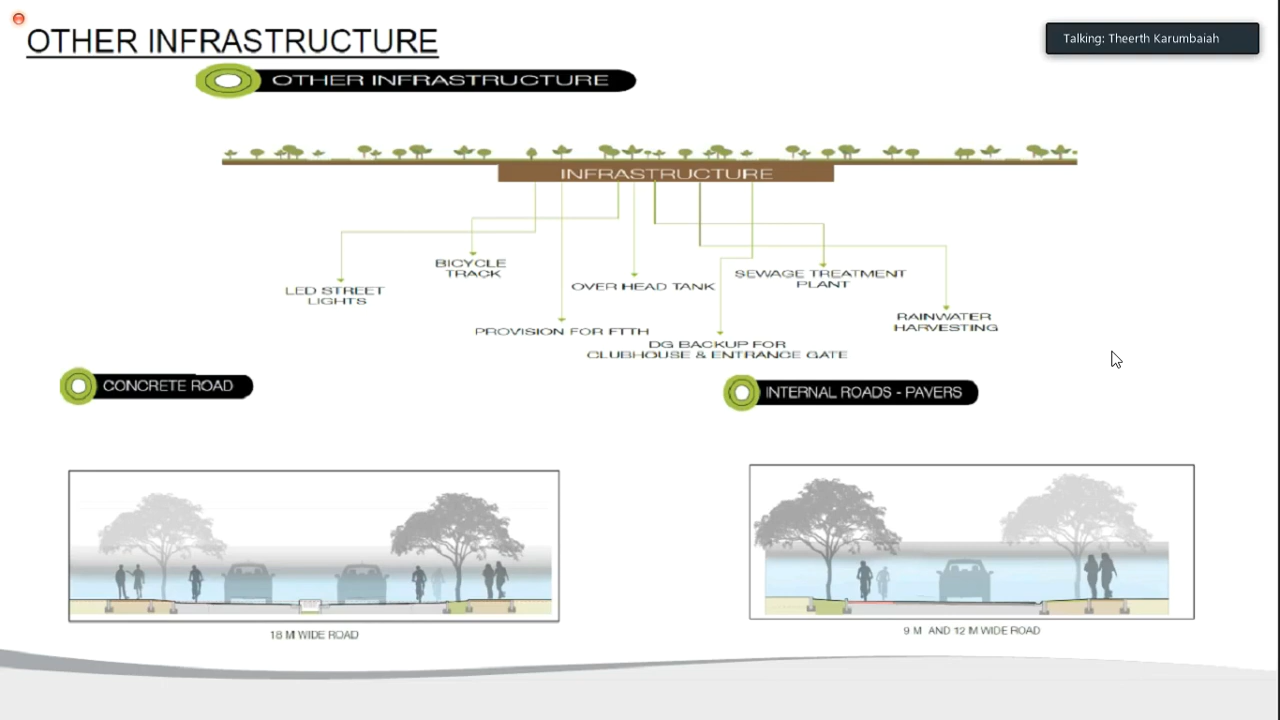 OTHER INFRASTRUCTURE
Talking: Theerth Karumbaiah
OTHER INFRASTRUCTURE
INFRASTRUCTURE
LED STREET
LIGHTS
BICYCLE
TRACK
PROVISION FOR FTTH
OVER HEAD TANK
DG BACKUP FOR
CLUBHOUSE & ENTRANCE GATE
SEWAGE TREATMENT
PLANT
RAINWATER
HARVESTING
CONCRETE ROAD
INTERNAL ROADS - PAVERS
18 M WIDE ROAD
9 M AND 12 M WIDE ROAD